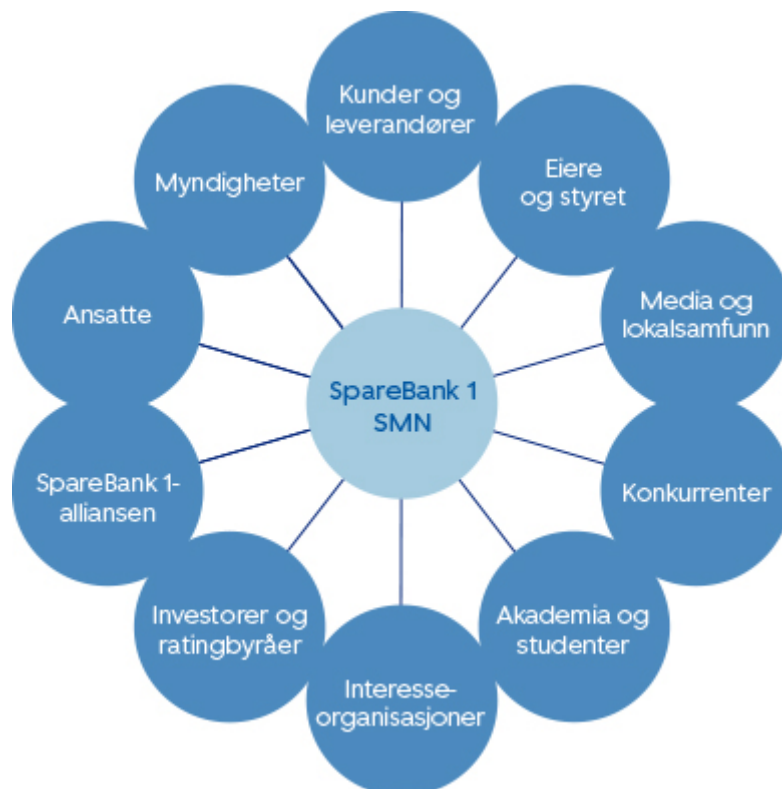 Kunder og
leverandører
Eiere
og styret
Media og
lokalsamfunn
Konkurrenter
Akademia og
studenter
Interesse-
organisasjoner
Investorer og
ratingbyråer
SpareBank 1-
alliansen
Ansatte
Myndigheter
SpareBank 1
SMN